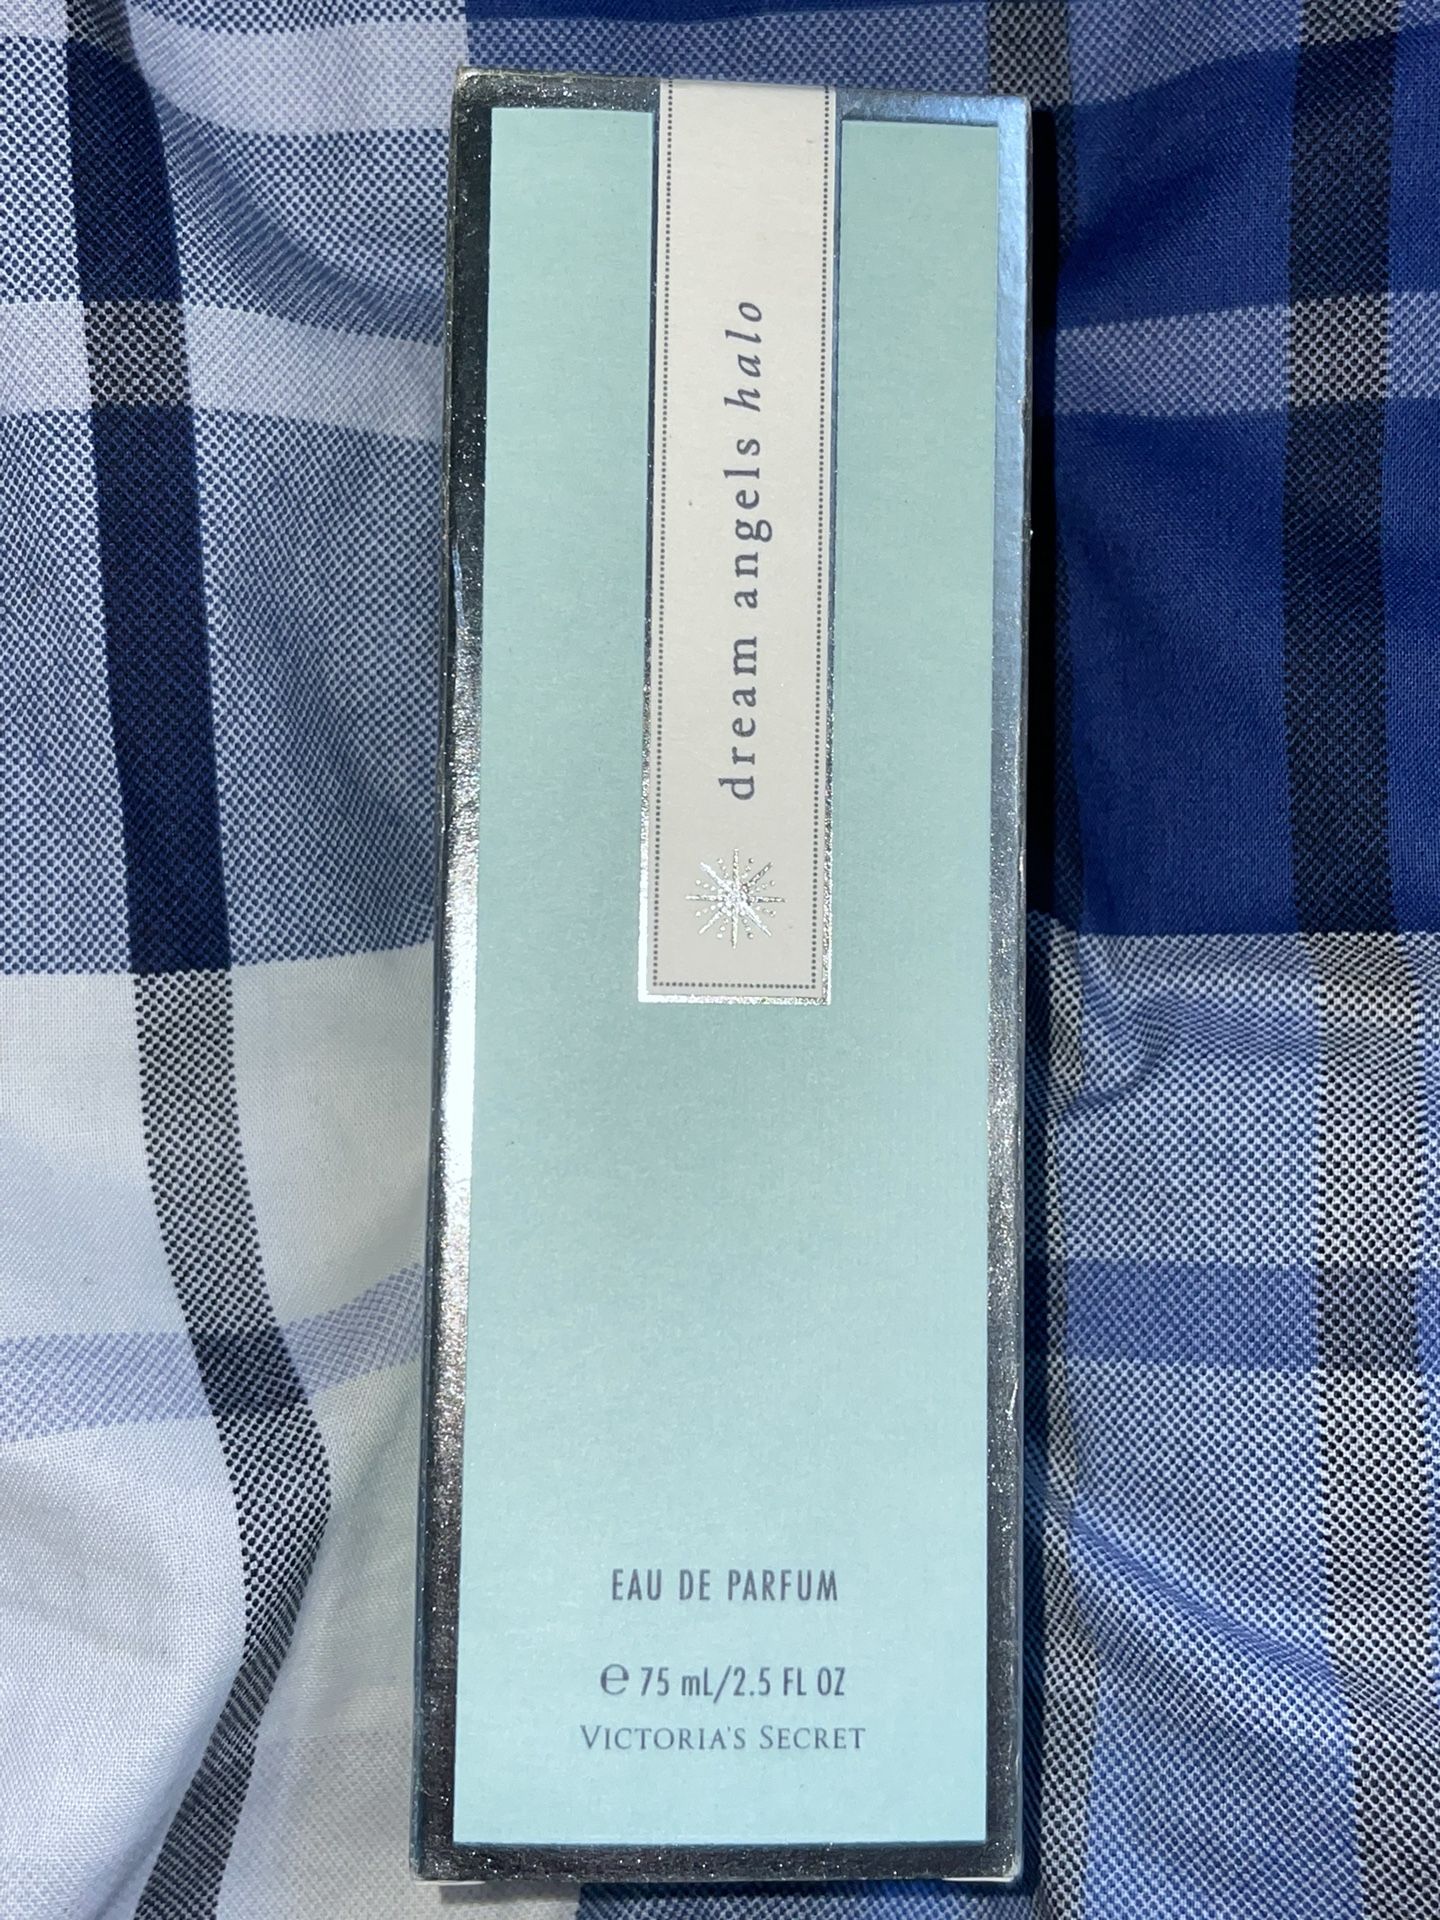 dream angels halo
EAU DE PARFUM
℮ 75 mL/2.5 FL OZ
VICTORIA'S SECRET